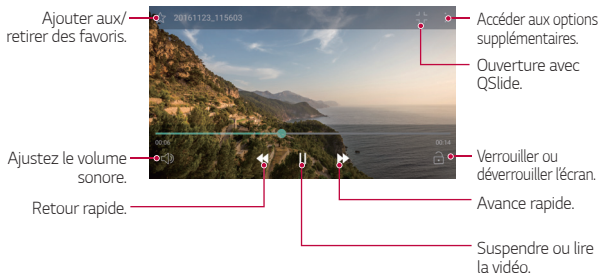 Ajouter aux/
retirer des favoris.
20161123_115603
Accéder aux options
supplémentaires.
Ouverture avec
QSlide.
00:06
00:14
Ajustez le volume
sonore.
Verrouiller ou
déverrouiller l'écran.
Retour rapide.
Avance rapide.
Suspendre ou lire
la vidéo.